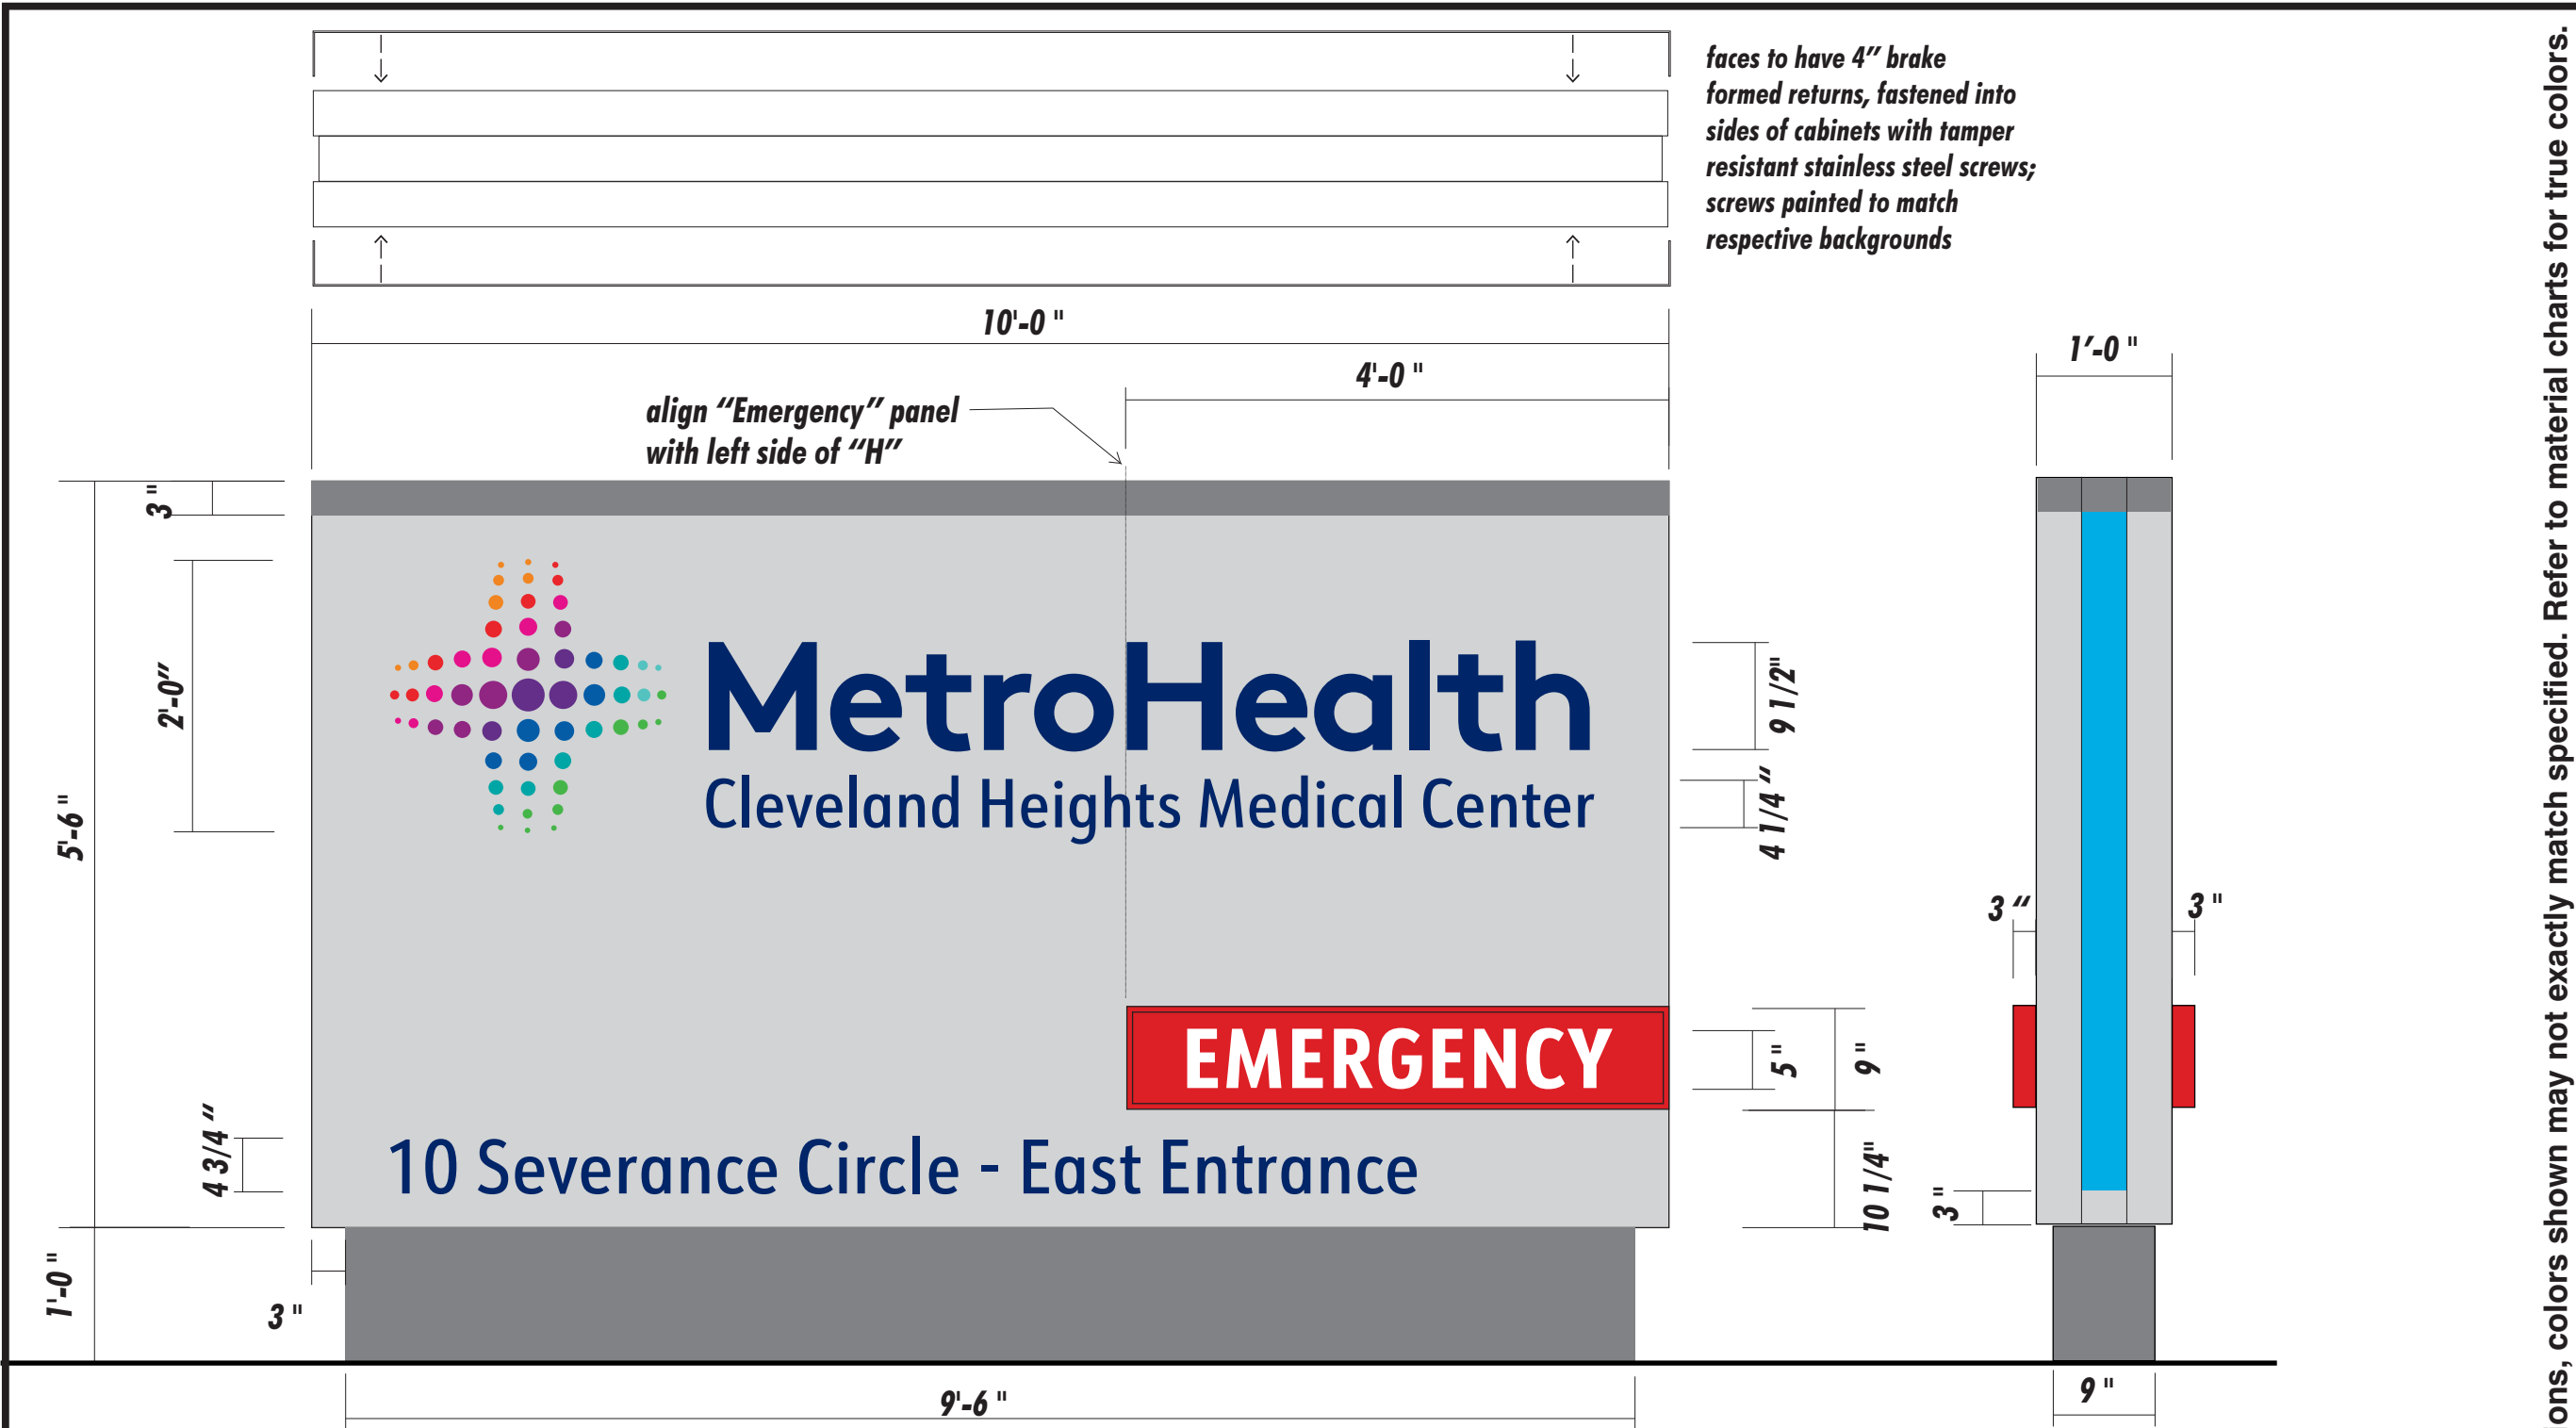 faces to have 4” brake
formed returns, fastened into
sides of cabinets with tamper
resistant stainless steel screws;
screws painted to match
respective backgrounds
10'-0 "
4'-0 "
1’-0 "
align “Emergency” panel
with left side of “H”
3 "
2'-0”
5'-6 "
MetroHealth
Cleveland Heights Medical Center
9 1/2"
4 1/4 “
3 “
3 "
EMERGENCY
5 "
9 "
4 3/4 “
10 Severance Circle - East Entrance
10 1/4"
3 "
1'-0 "
3 "
9'-6 "
9 "
ons, colors shown may not exactly match specified. Refer to material charts for true colors.